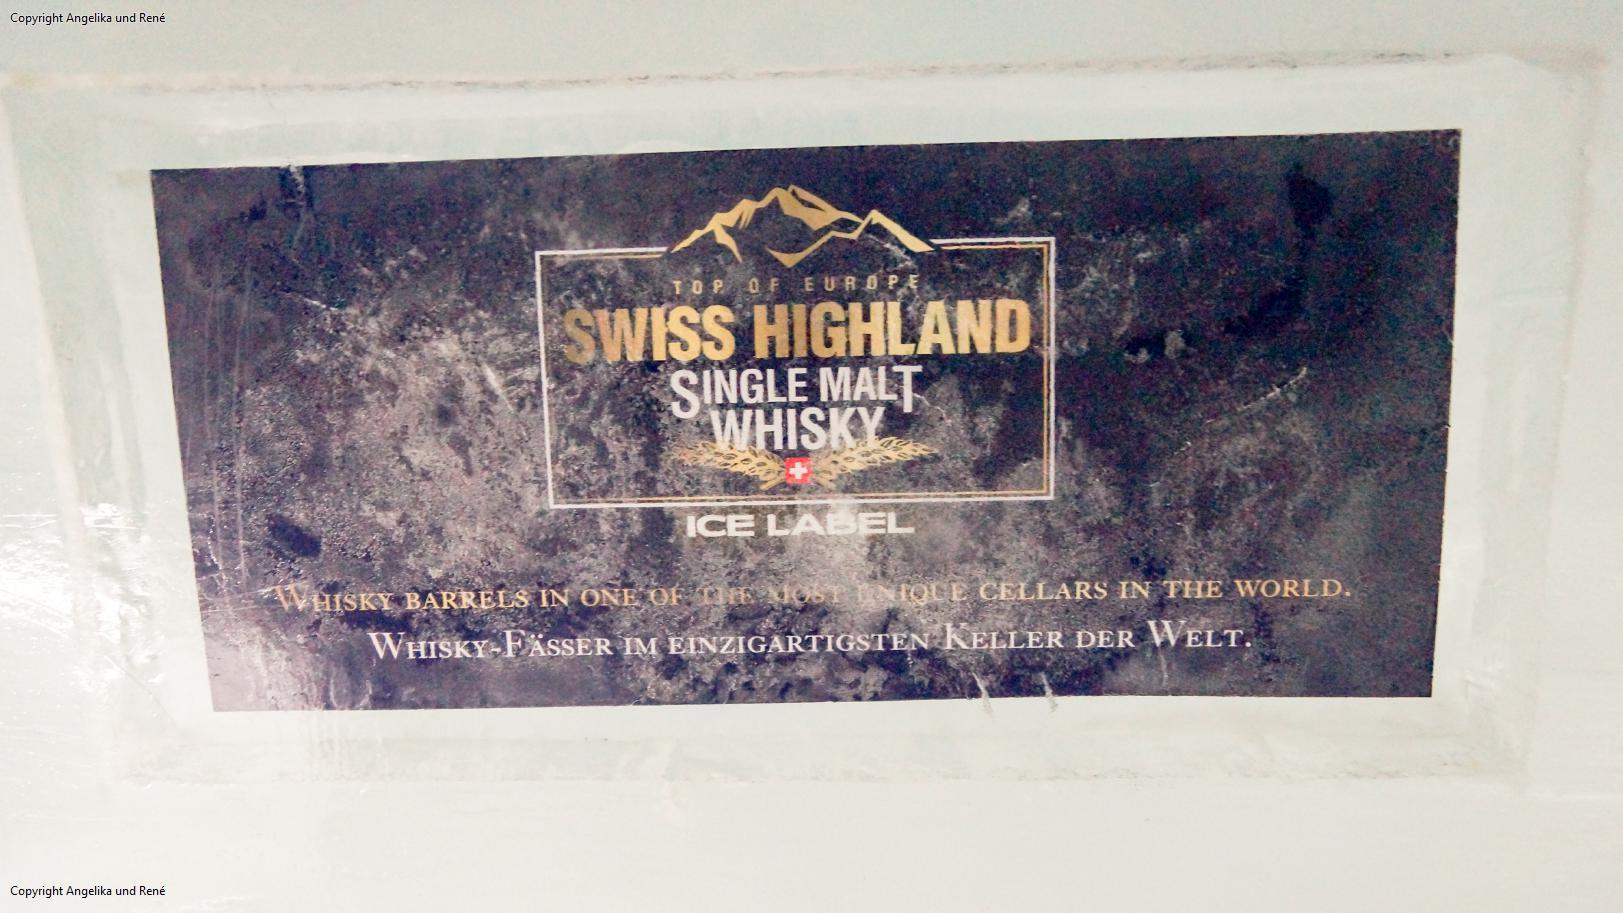 Copyright Angelika und René
TOP OF EUROPE
SWISS HIGHLAND
SINGLE MALT
WHISKY
ICE LABEL
WHISKY BARRELS IN ONE OF THE MOST UNIQUE CELLARS IN THE WORLD.
WHISKY-FÄSSER IM EINZIGARTIGSTEN KELLER DER WELT.
Copyright Angelika und René